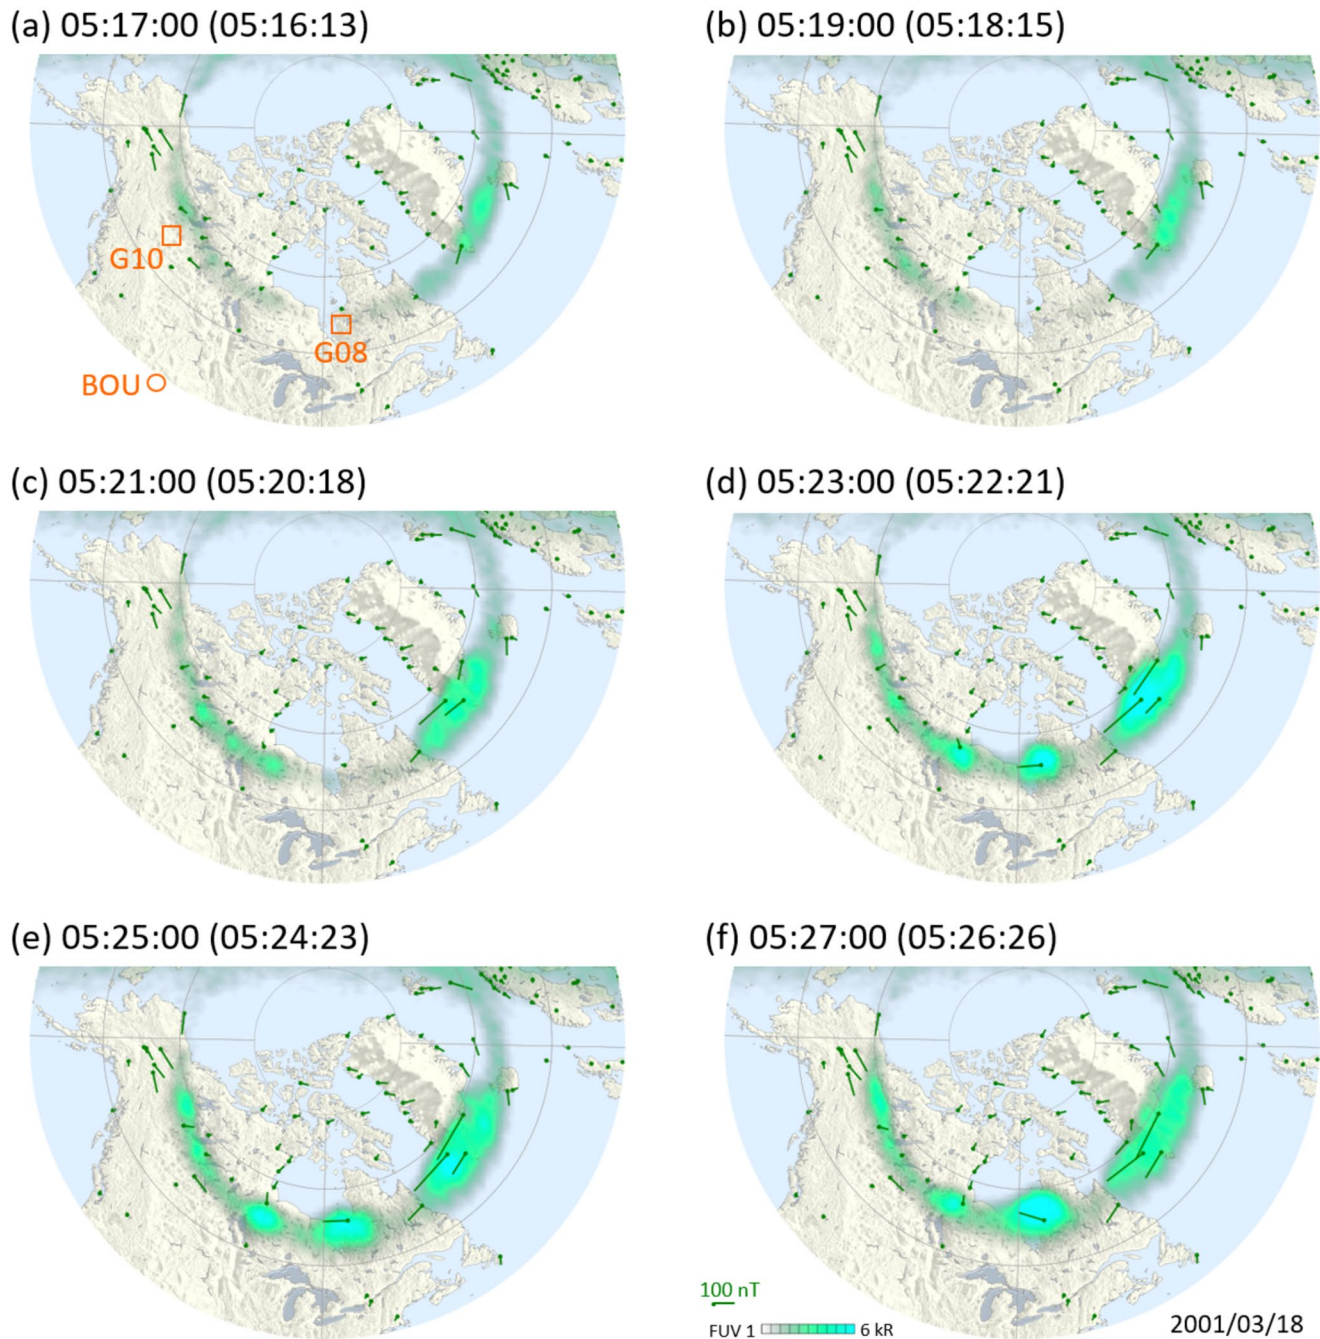 (a) 05:17:00 (05:16:13)
(b) 05:19:00 (05:18:15)
G10
G08
BOU
(c) 05:21:00 (05:20:18)
(d) 05:23:00 (05:22:21)
(e) 05:25:00 (05:24:23)
(f) 05:27:00 (05:26:26)
100 nT
FUV 1 6 kR
2001/03/18